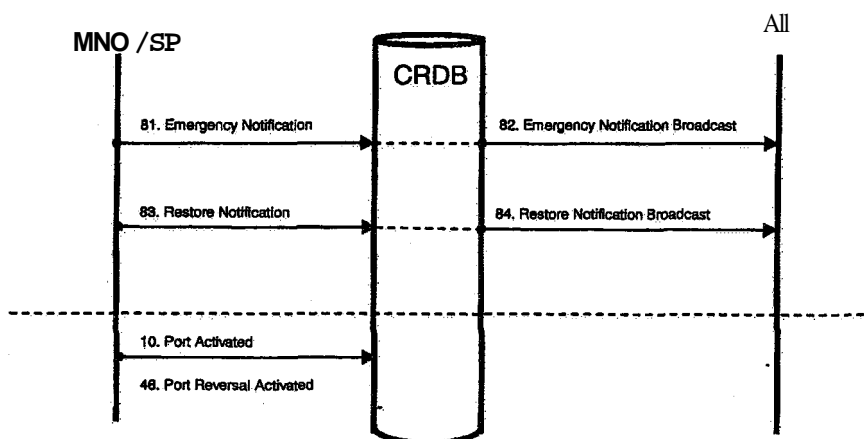 MNO /SP
All
CRDB
81. Emergency Notification
82. Emergency Notification Broadcast
83. Restore Notification
84. Restore Notification Broadcast
10. Port Activated
46. Port Reversal Activated